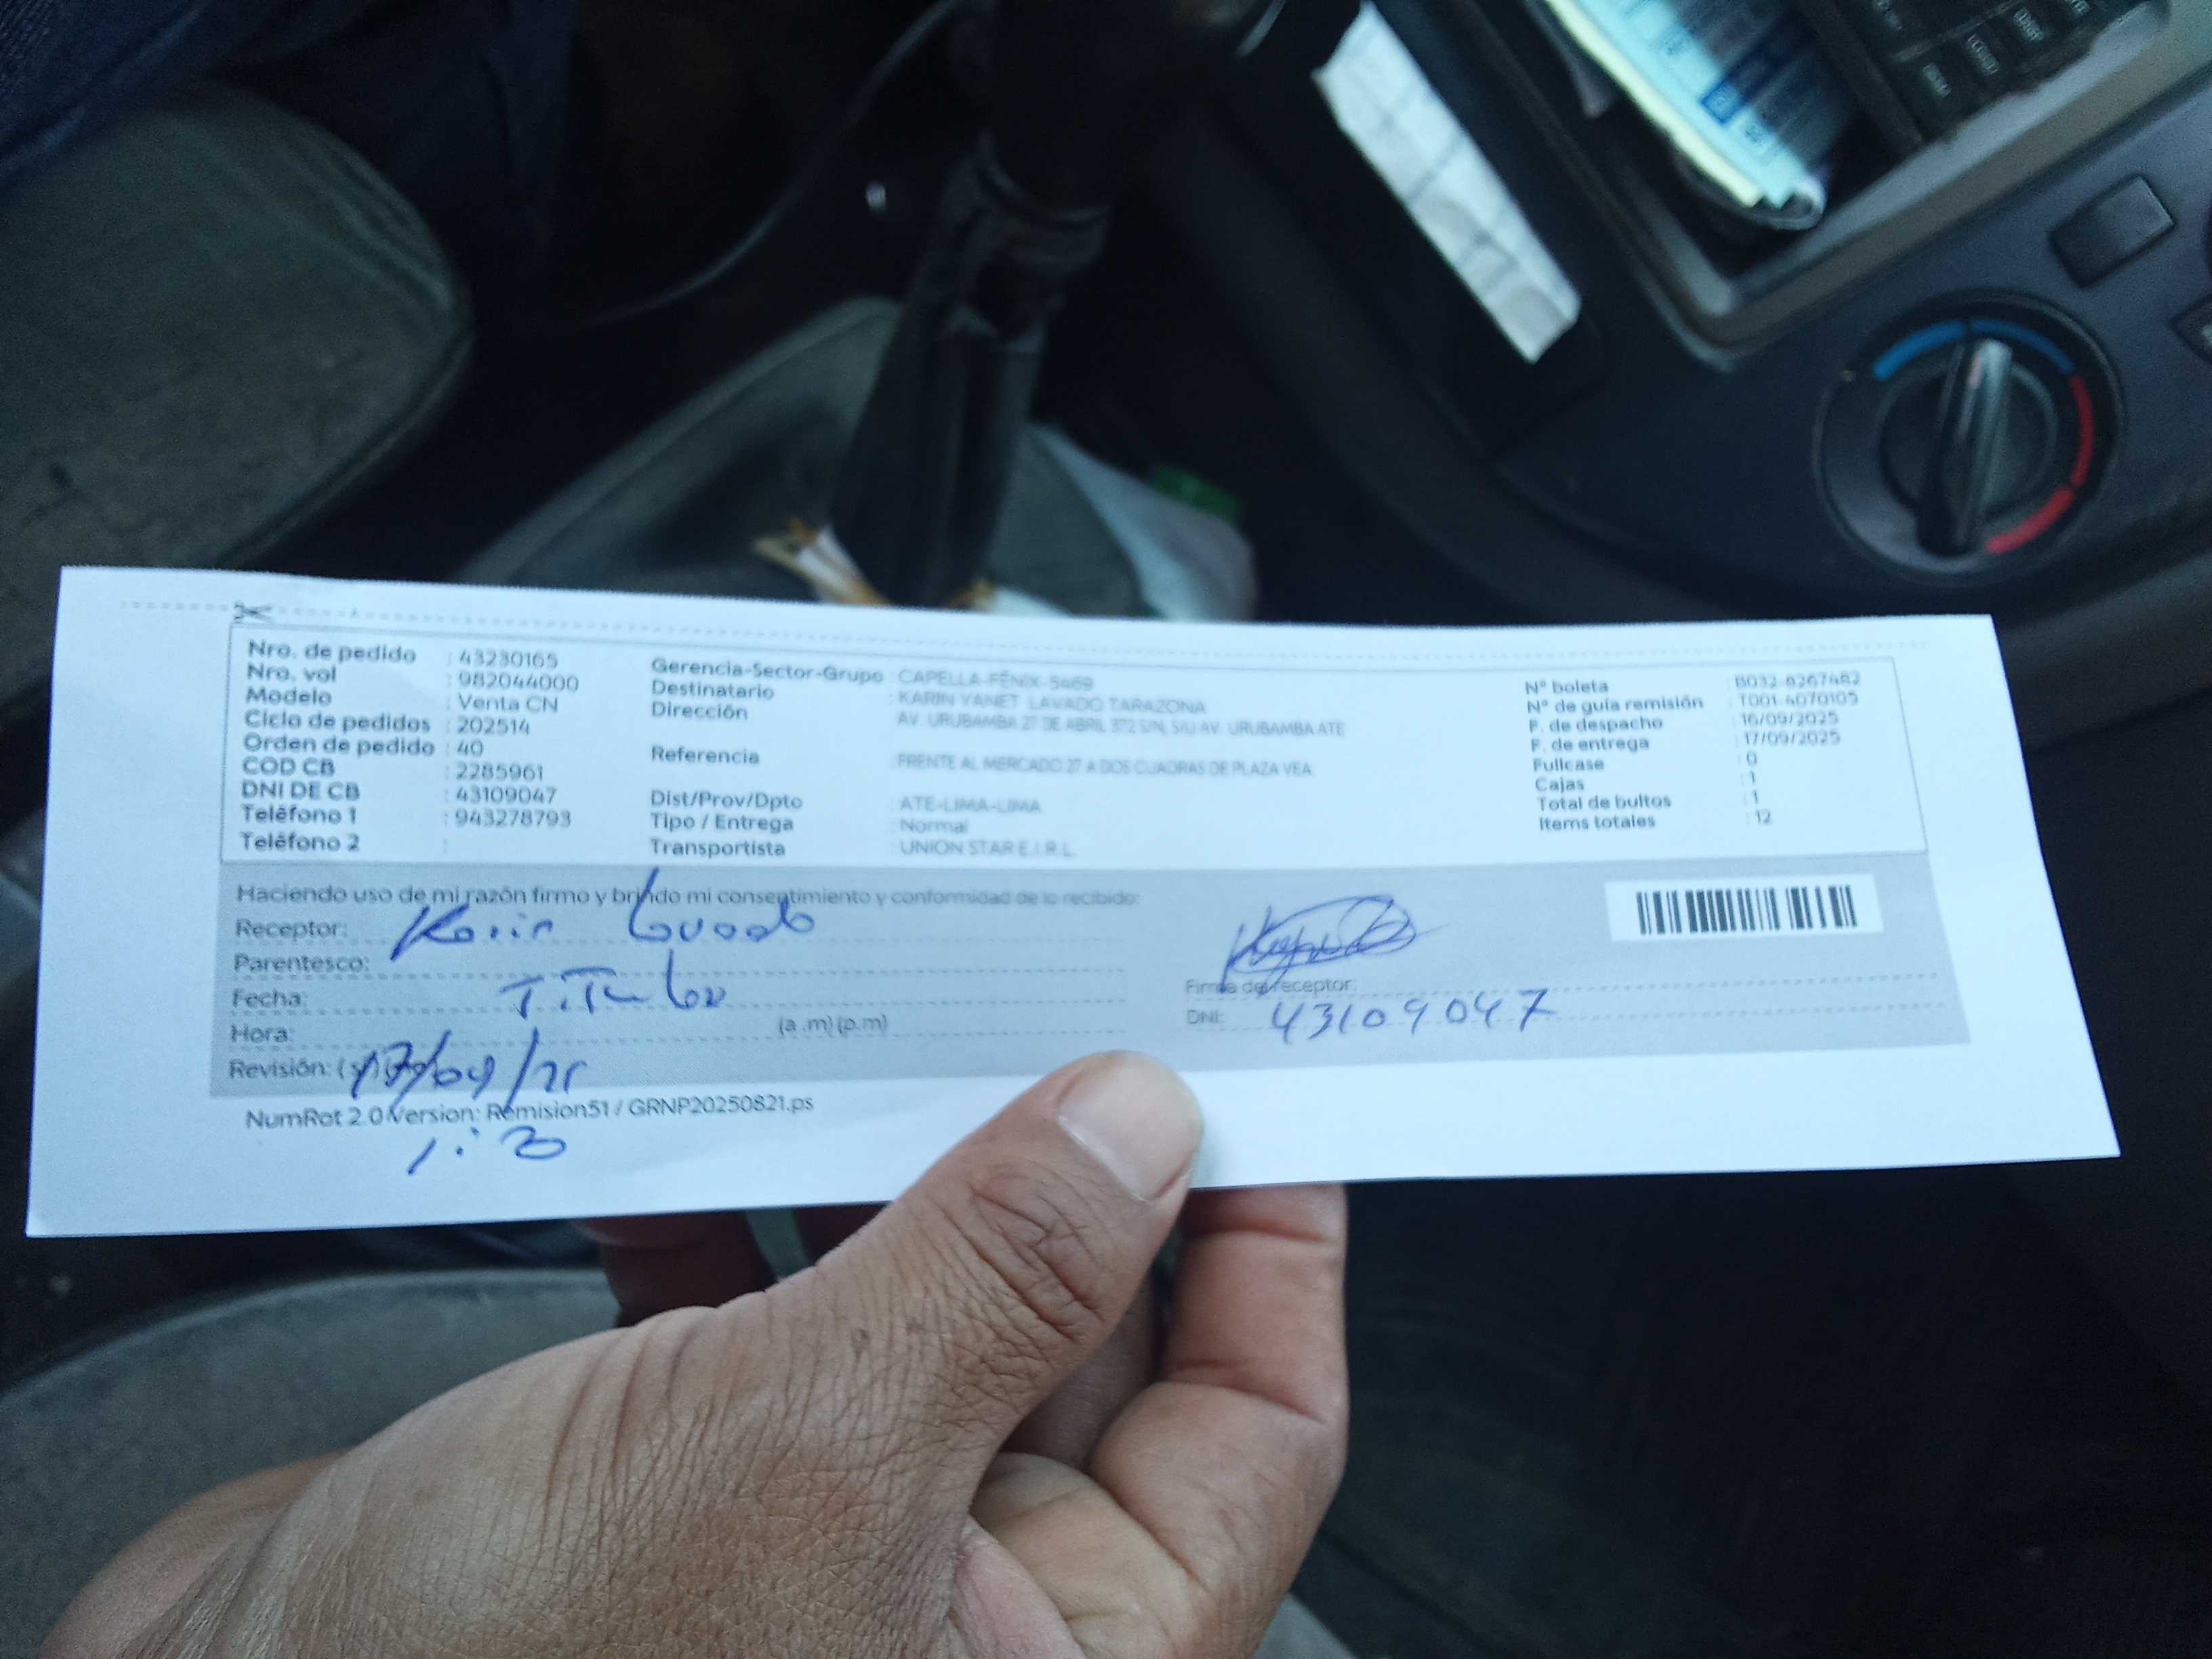 Nro. de pedido : 43230165
Nro. vol : 982044000
Modelo : Venta CN
Ciclo de pedidos : 202514
Orden de pedido : 40
COD CB : 2285961
DNI DE CB : 43109047
Teléfono 1 : 943278793
Teléfono 2 :
Gerencia-Sector-Grupo : CAPELLA-FÉNIX-5469
Destinatario : KARIN YANET LAVADO TARAZONA
Dirección : AV. URUBAMBA 27 DE ABRIL 372 S/N, S/U AV. URUBAMBA ATE
Referencia : FRENTE AL MERCADO 27 A DOS CUADRAS DE PLAZA VEA
Dist/Prov/Dpto : ATE-LIMA-LIMA
Tipo / Entrega : Normal
Transportista : UNION STAR E.I.R.L.
N° boleta : B032-8267482
N° de guía remisión : T001-4070105
F. de despacho : 16/09/2025
F. de entrega : 17/09/2025
Fullcase : 0
Cajas : 1
Total de bultos : 1
Items totales : 12
Haciendo uso de mi razón firmo y brindo mi consentimiento y conformidad de lo recibido:
Receptor: Karin Lavado
Parentesco: Titular
Fecha: 17/09/25
Hora: (a.m) (p.m)
Revisión: (
Firma del receptor:
DNI: 43109047
NumRot 2.0 Version: Remision51 / GRNP20250821.ps